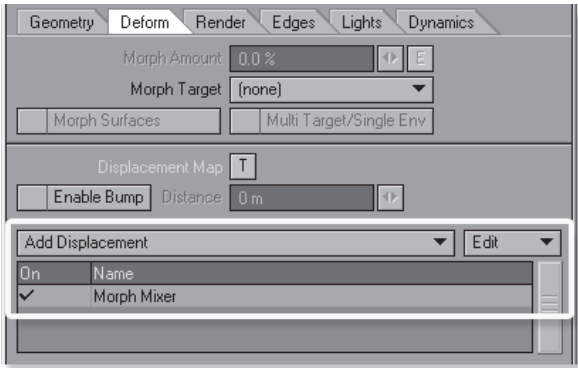 Geometry Deform Render Edges Lights Dynamics
Morph Amount 0.0 % E
Morph Target (none)
Morph Surfaces Multi Target/Single Env
Displacement Map T
Enable Bump Distance 0 m
Add Displacement Edit
On Name
Morph Mixer